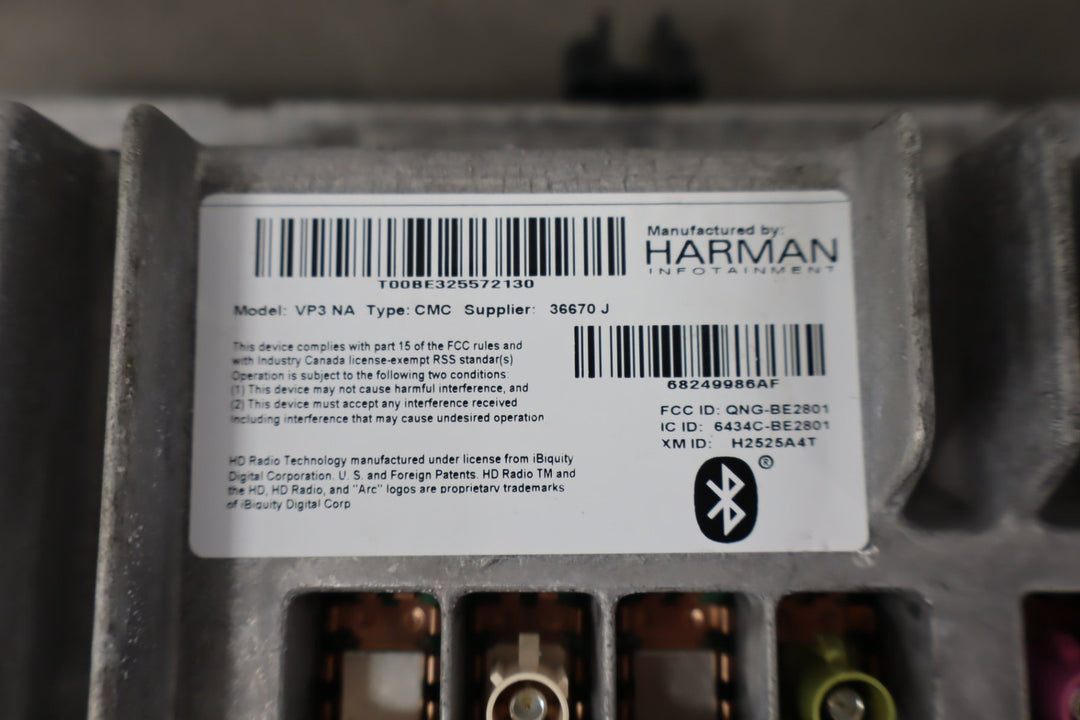 T00BE325572130
Manufactured by:
HARMAN
INFOTAINMENT
Model: VP3 NA Type: CMC Supplier: 36670 J
68249986AF
This device complies with part 15 of the FCC rules and
with Industry Canada license-exempt RSS standar(s)
Operation is subject to the following two conditions:
(1) This device may not cause harmful interference, and
(2) This device must accept any interference received
including interference that may cause undesired operation
FCC ID: QNG-BE2801
IC ID: 6434C-BE2801
XM ID: H2525A4T
®
HD Radio Technology manufactured under license from iBiquity
Digital Corporation. U. S. and Foreign Patents. HD Radio TM and
the HD, HD Radio, and "Arc" logos are proprietary trademarks
of iBiquity Digital Corp